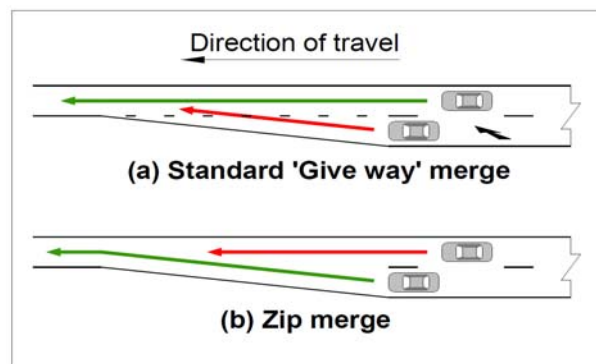 Direction of travel
(a) Standard 'Give way' merge
(b) Zip merge